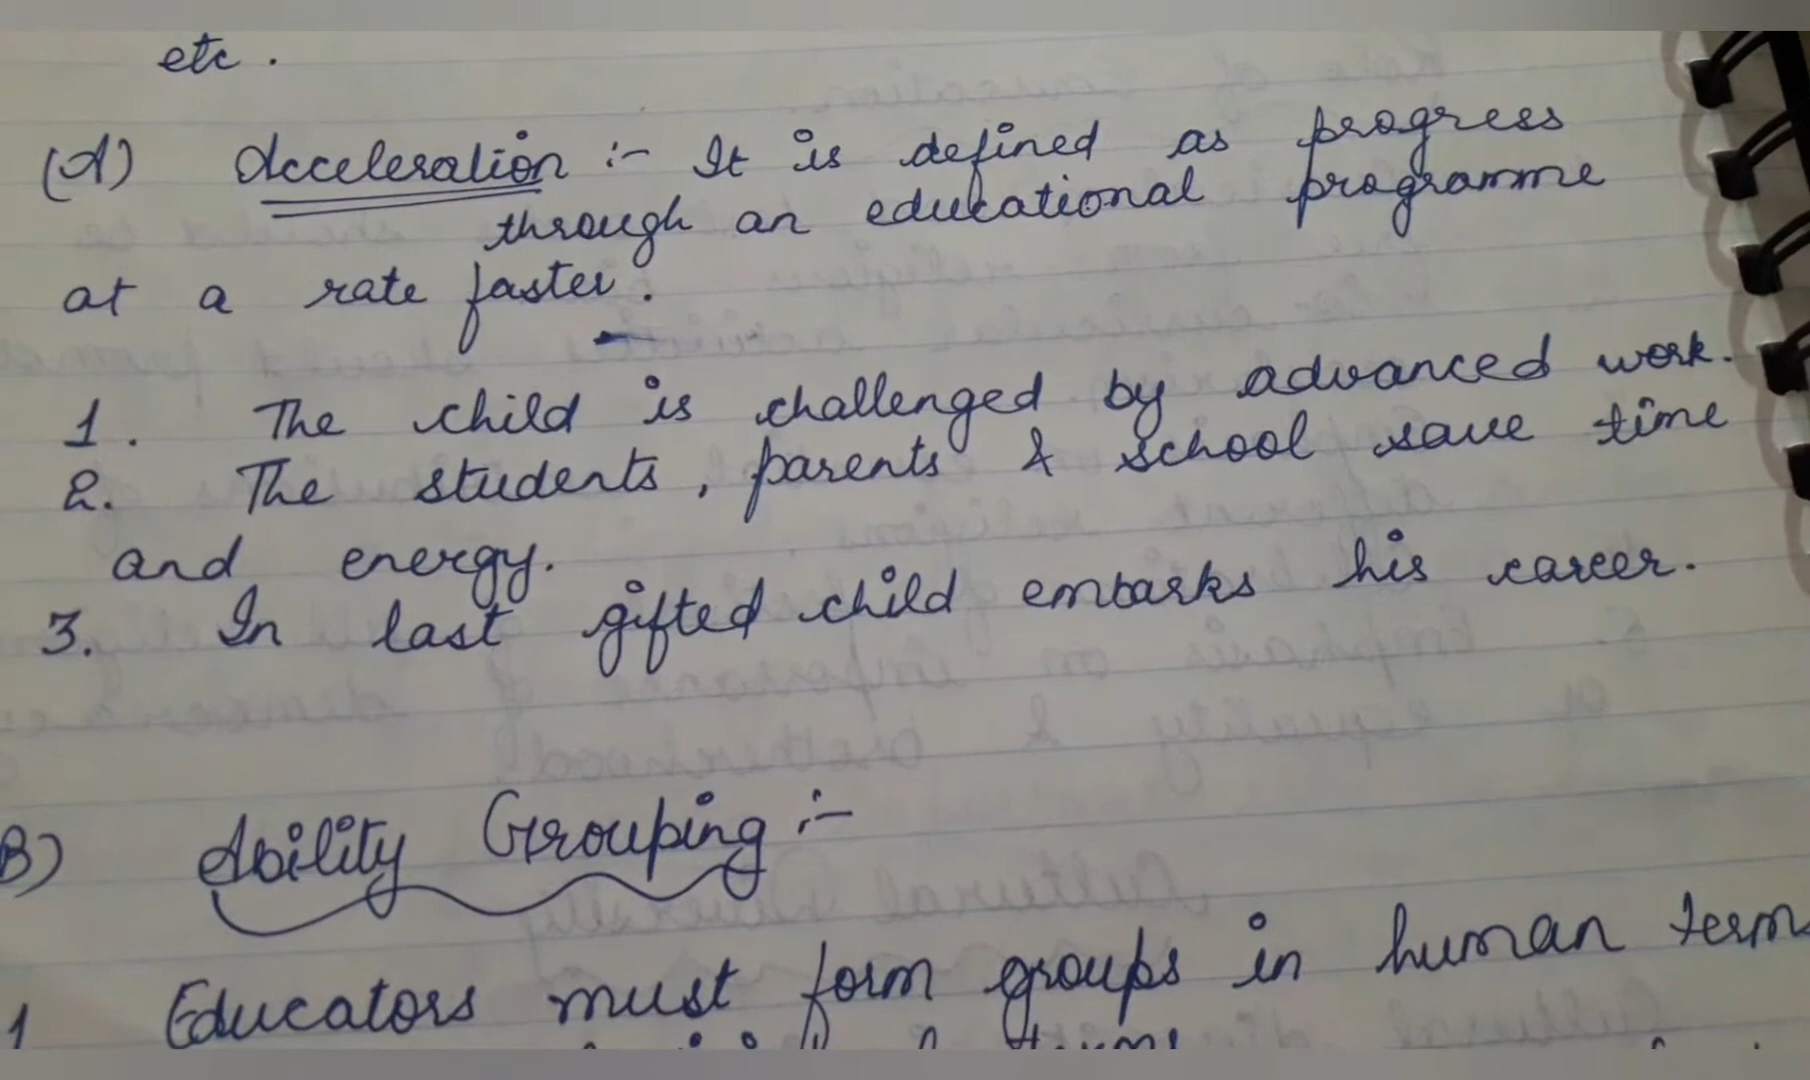 etc.
(A) Acceleration :- It is defined as progress
through an educational programme
at a rate faster.
1. The child is challenged by advanced work.
2. The students, parents & school save time
and energy.
3. In last gifted child embarks his career.
B) Ability Grouping :-
1 Educators must form groups in human terms